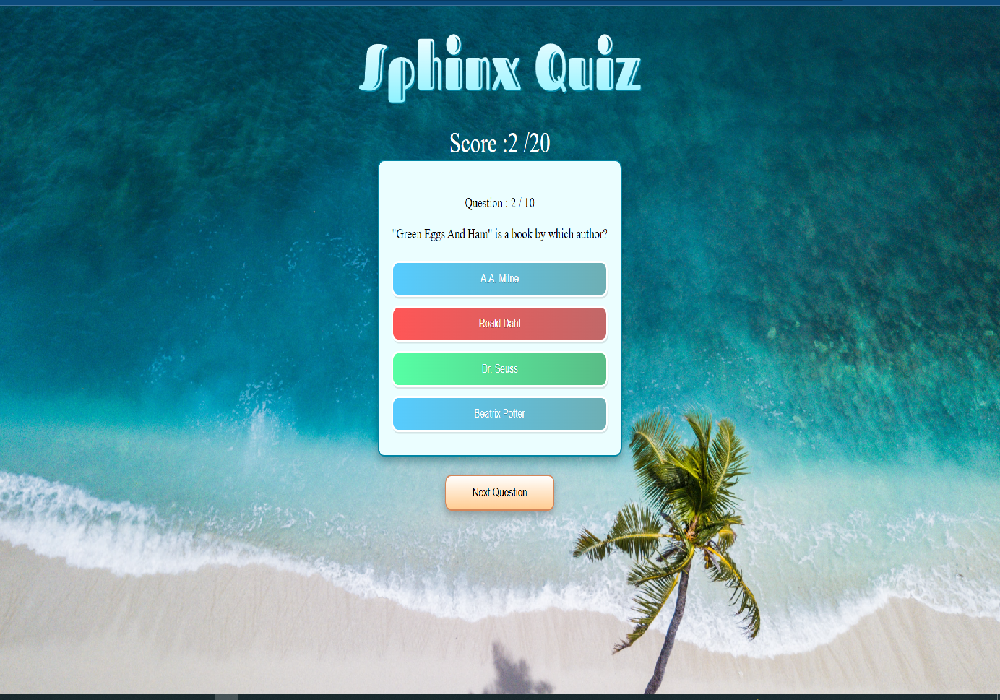 Sphinx Quiz
Score :2 /20
Question : 2 / 10
"Green Eggs And Ham" is a book by which author?
A.A. Milne
Roald Dahl
Dr. Seuss
Beatrix Potter
Next Question